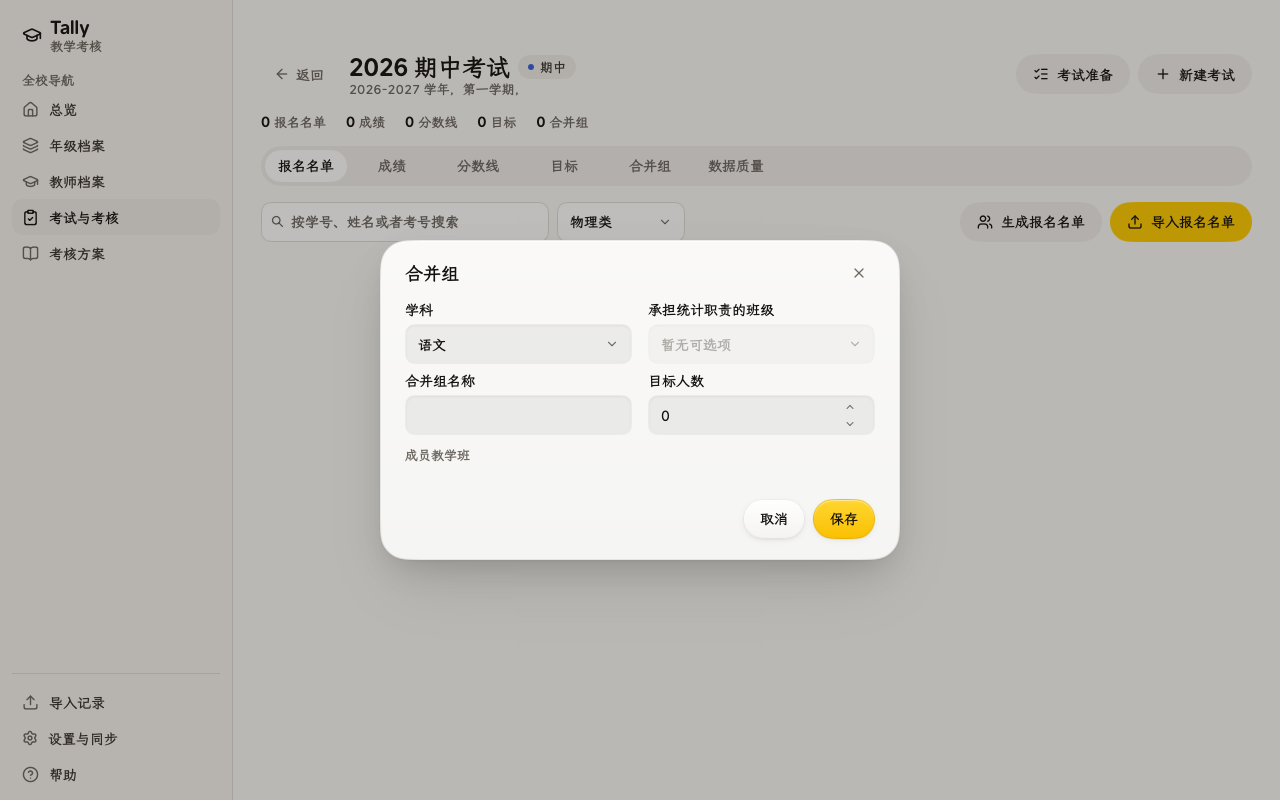 Tally
教学考核
全校导航
总览
年级档案
教师档案
考试与考核
考核方案
导入记录
设置与同步
帮助
返回
2026 期中考试
期中
2026-2027 学年，第一学期，
考试准备
新建考试
0 报名名单 0 成绩 0 分数线 0 目标 0 合并组
报名名单 成绩 分数线 目标 合并组 数据质量
按学号、姓名或者考号搜索
物理类
生成报名名单
导入报名名单
合并组
学科
承担统计职责的班级
语文
暂无可选项
合并组名称
目标人数
0
成员教学班
取消
保存